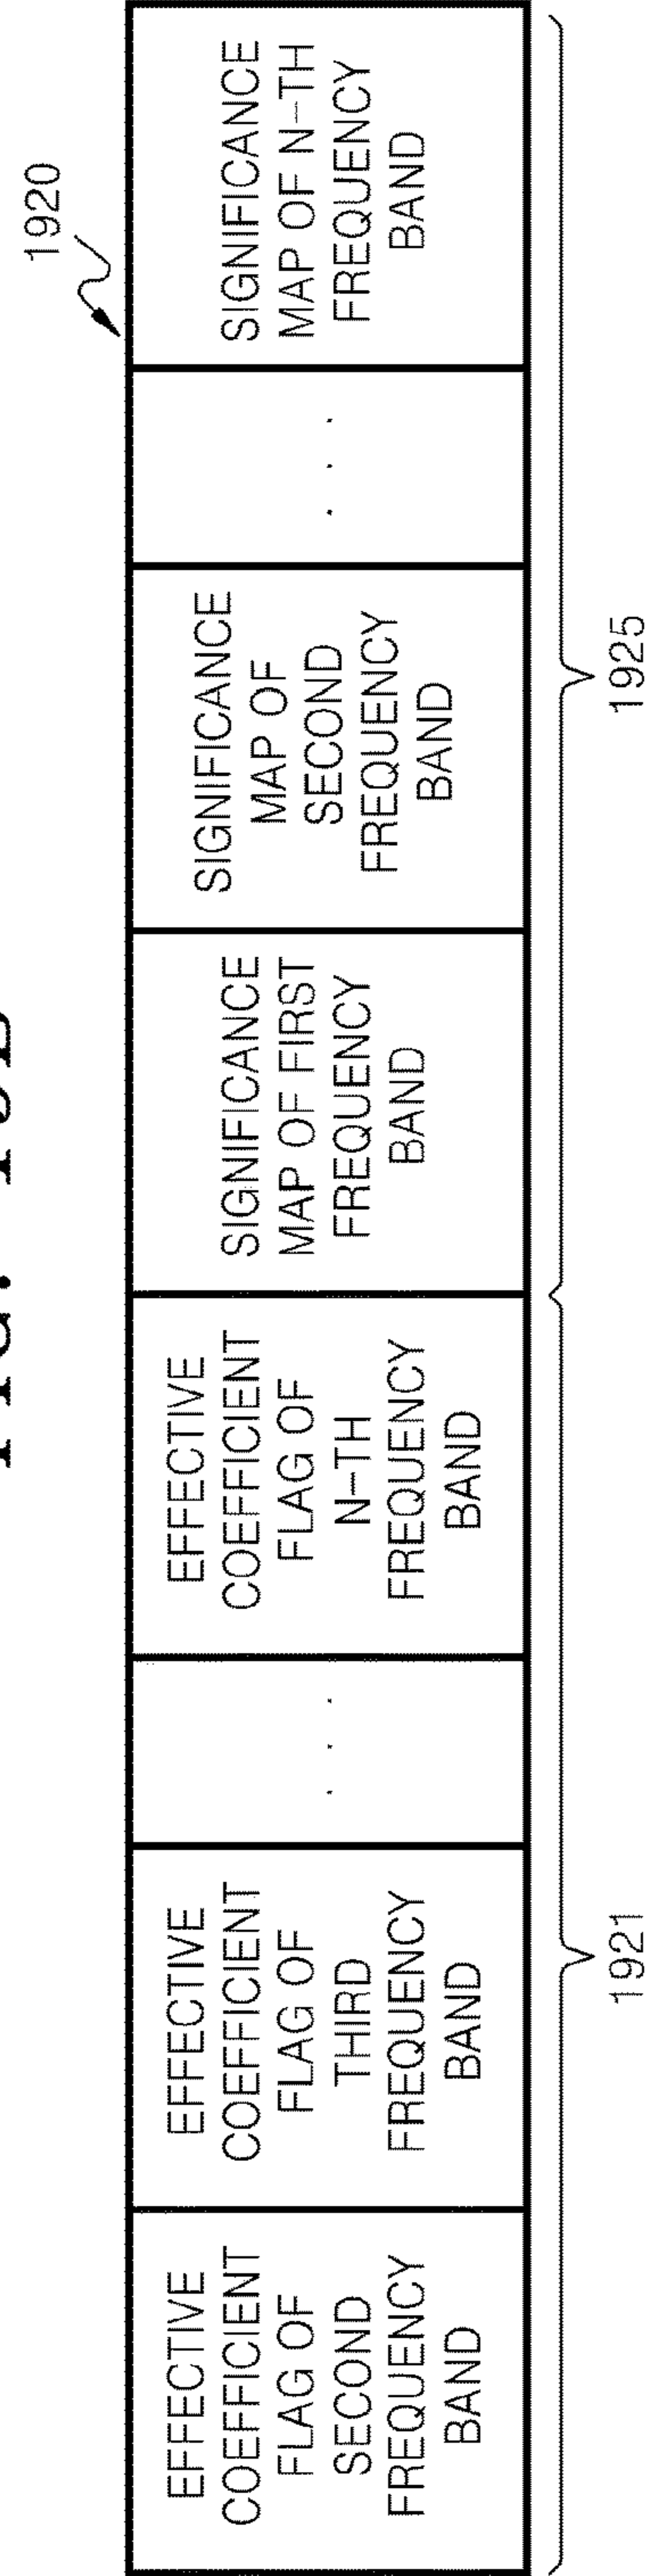 1920
EFFECTIVE
COEFFICIENT
FLAG OF
SECOND
FREQUENCY
BAND
EFFECTIVE
COEFFICIENT
FLAG OF
THIRD
FREQUENCY
BAND
. . .
EFFECTIVE
COEFFICIENT
FLAG OF
N-TH
FREQUENCY
BAND
SIGNIFICANCE
MAP OF FIRST
FREQUENCY
BAND
SIGNIFICANCE
MAP OF
SECOND
FREQUENCY
BAND
. . .
SIGNIFICANCE
MAP OF N-TH
FREQUENCY
BAND
1921
1925